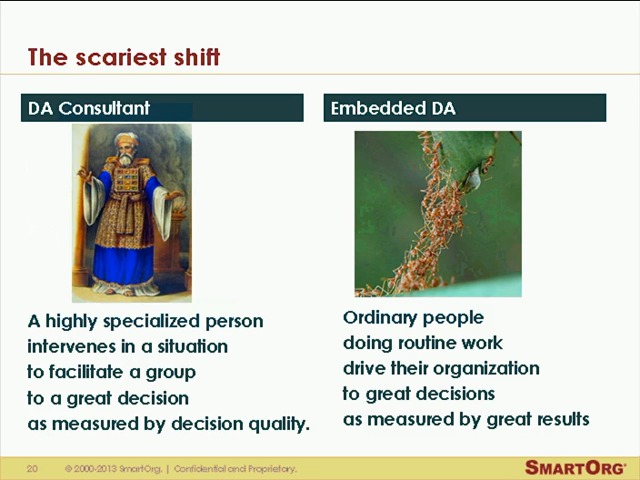 The scariest shift
DA Consultant
A highly specialized person
intervenes in a situation
to facilitate a group
to a great decision
as measured by decision quality.
Embedded DA
Ordinary people
doing routine work
drive their organization
to great decisions
as measured by great results
20 © 2000-2013 SmartOrg. | Confidential and Proprietary.
SMARTORG®